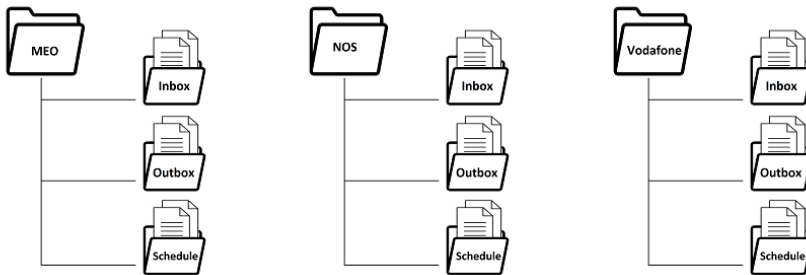 MEO
Inbox
Outbox
Schedule
NOS
Inbox
Outbox
Schedule
Vodafone
Inbox
Outbox
Schedule